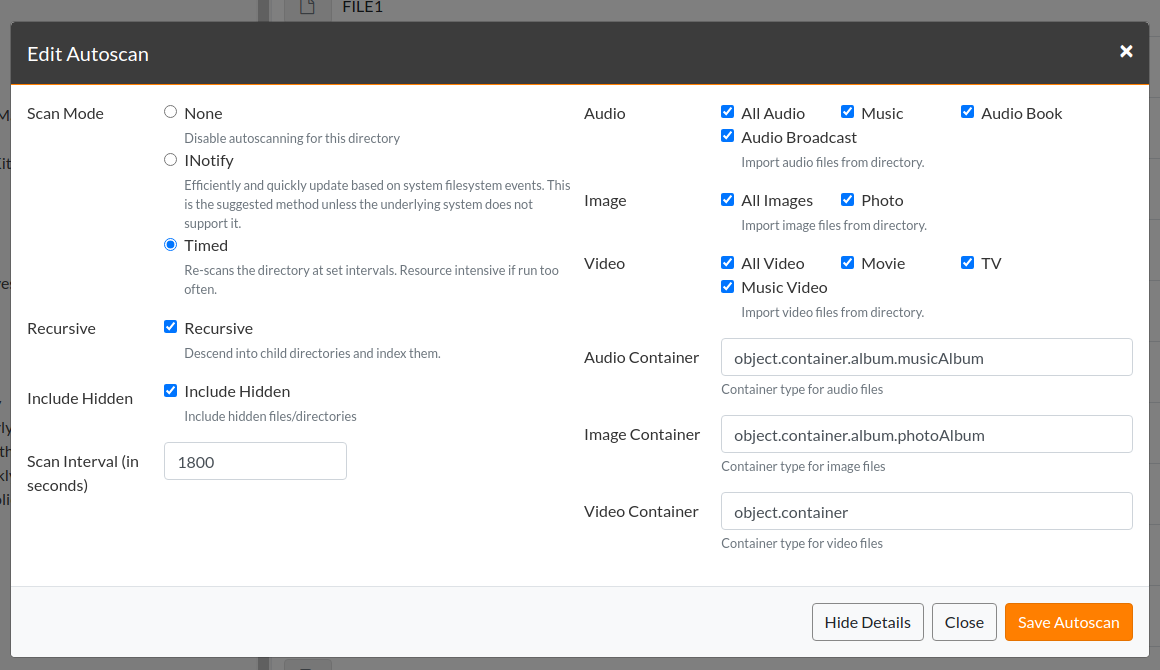 FILE1
Edit Autoscan
Scan Mode
None
Disable autoscanning for this directory
INotify
Efficiently and quickly update based on system filesystem events. This
is the suggested method unless the underlying system does not
support it.
Timed
Re-scans the directory at set intervals. Resource intensive if run too
often.
Recursive
Recursive
Descend into child directories and index them.
Include Hidden
Include Hidden
Include hidden files/directories
Scan Interval (in
seconds)
1800
Audio
All Audio Music Audio Book
Audio Broadcast
Import audio files from directory.
Image
All Images Photo
Import image files from directory.
Video
All Video Movie TV
Music Video
Import video files from directory.
Audio Container
object.container.album.musicAlbum
Container type for audio files
Image Container
object.container.album.photoAlbum
Container type for image files
Video Container
object.container
Container type for video files
Hide Details Close Save Autoscan